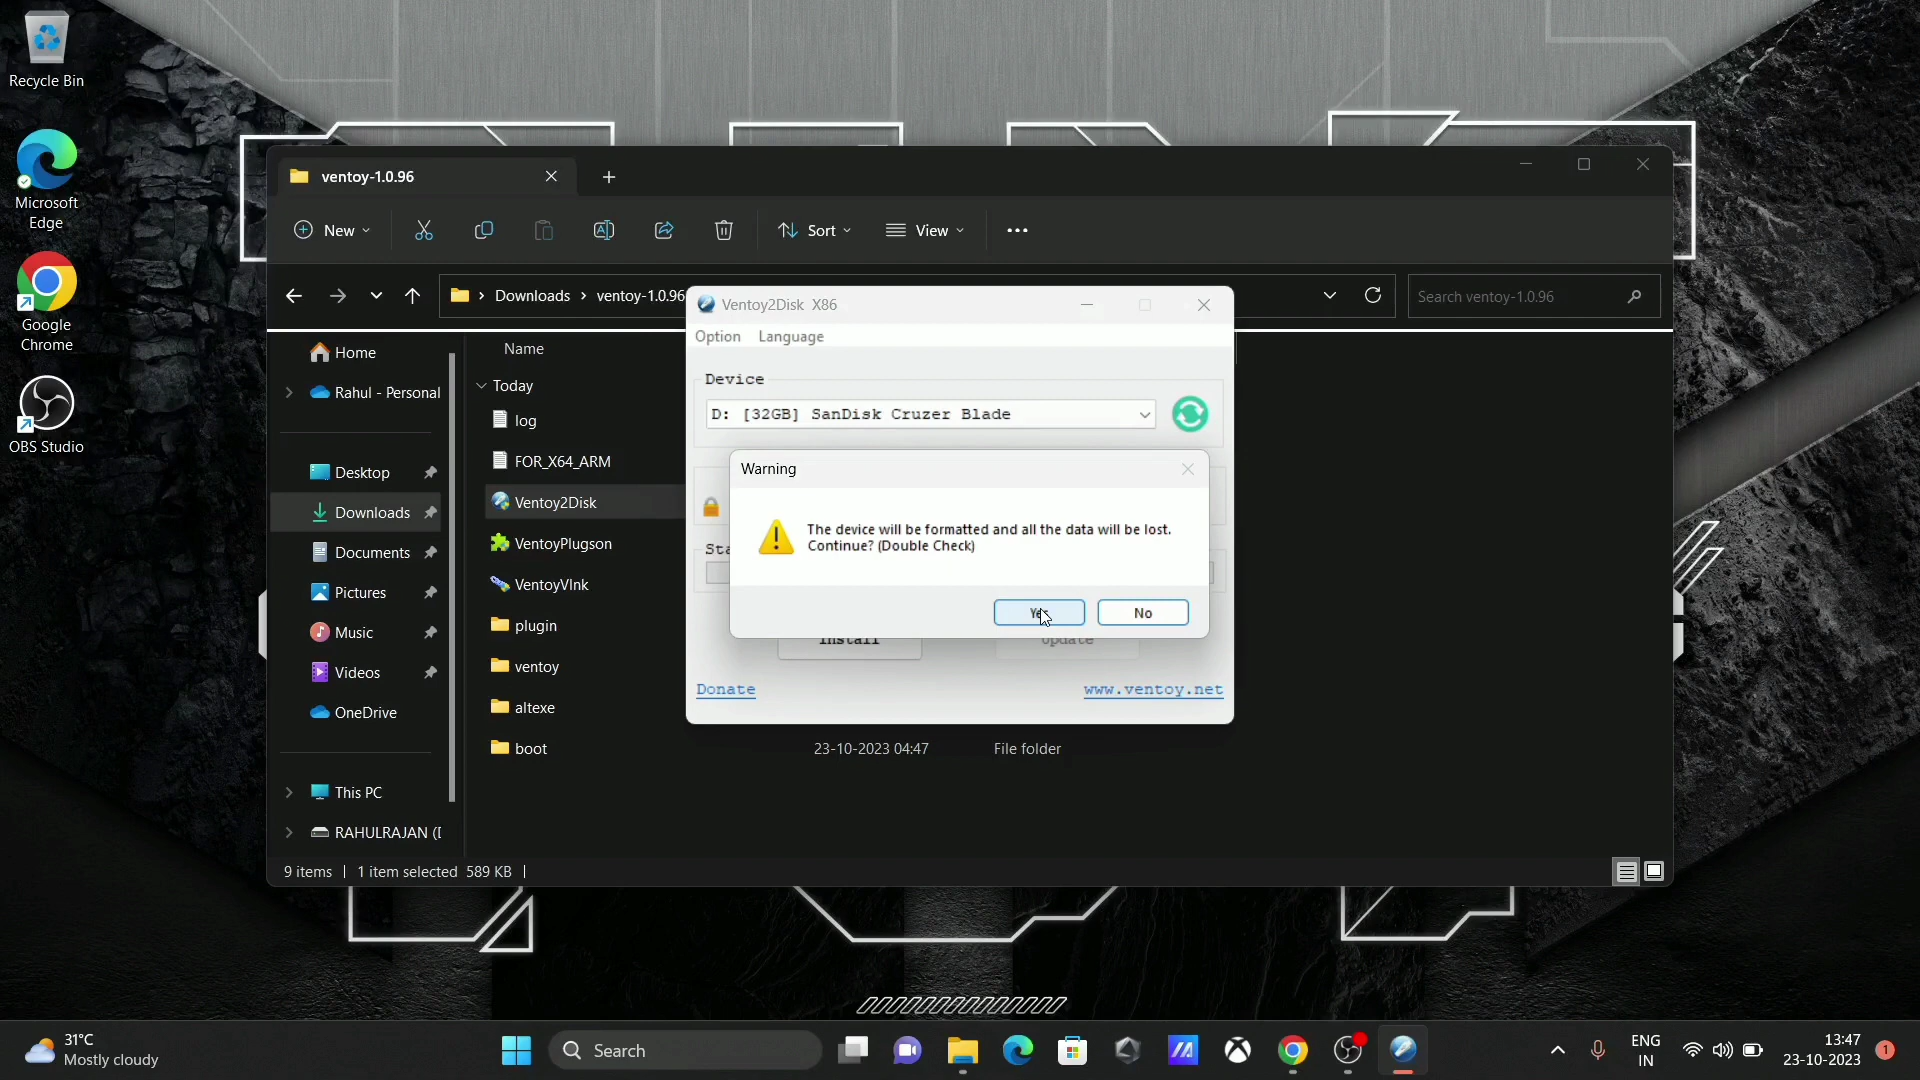 Recycle Bin
Microsoft
Edge
Google
Chrome
OBS Studio
ventoy-1.0.96
New
Sort
View
Downloads
ventoy-1.0.96
Search ventoy-1.0.96
Home
Rahul - Personal
Desktop
Downloads
Documents
Pictures
Music
Videos
OneDrive
This PC
RAHULRAJAN (
Name
Today
log
FOR_X64_ARM
Ventoy2Disk
VentoyPlugson
VentoyVlnk
plugin
ventoy
altexe
boot
23-10-2023 04:47
File folder
9 items
1 item selected 589 KB
Ventoy2Disk X86
Option
Language
Device
D: [32GB] SanDisk Cruzer Blade
Warning
The device will be formatted and all the data will be lost.
Continue? (Double Check)
No
Install
Update
Donate
www.ventoy.net
31°C
Mostly cloudy
Search
ENG
IN
13:47
23-10-2023
1